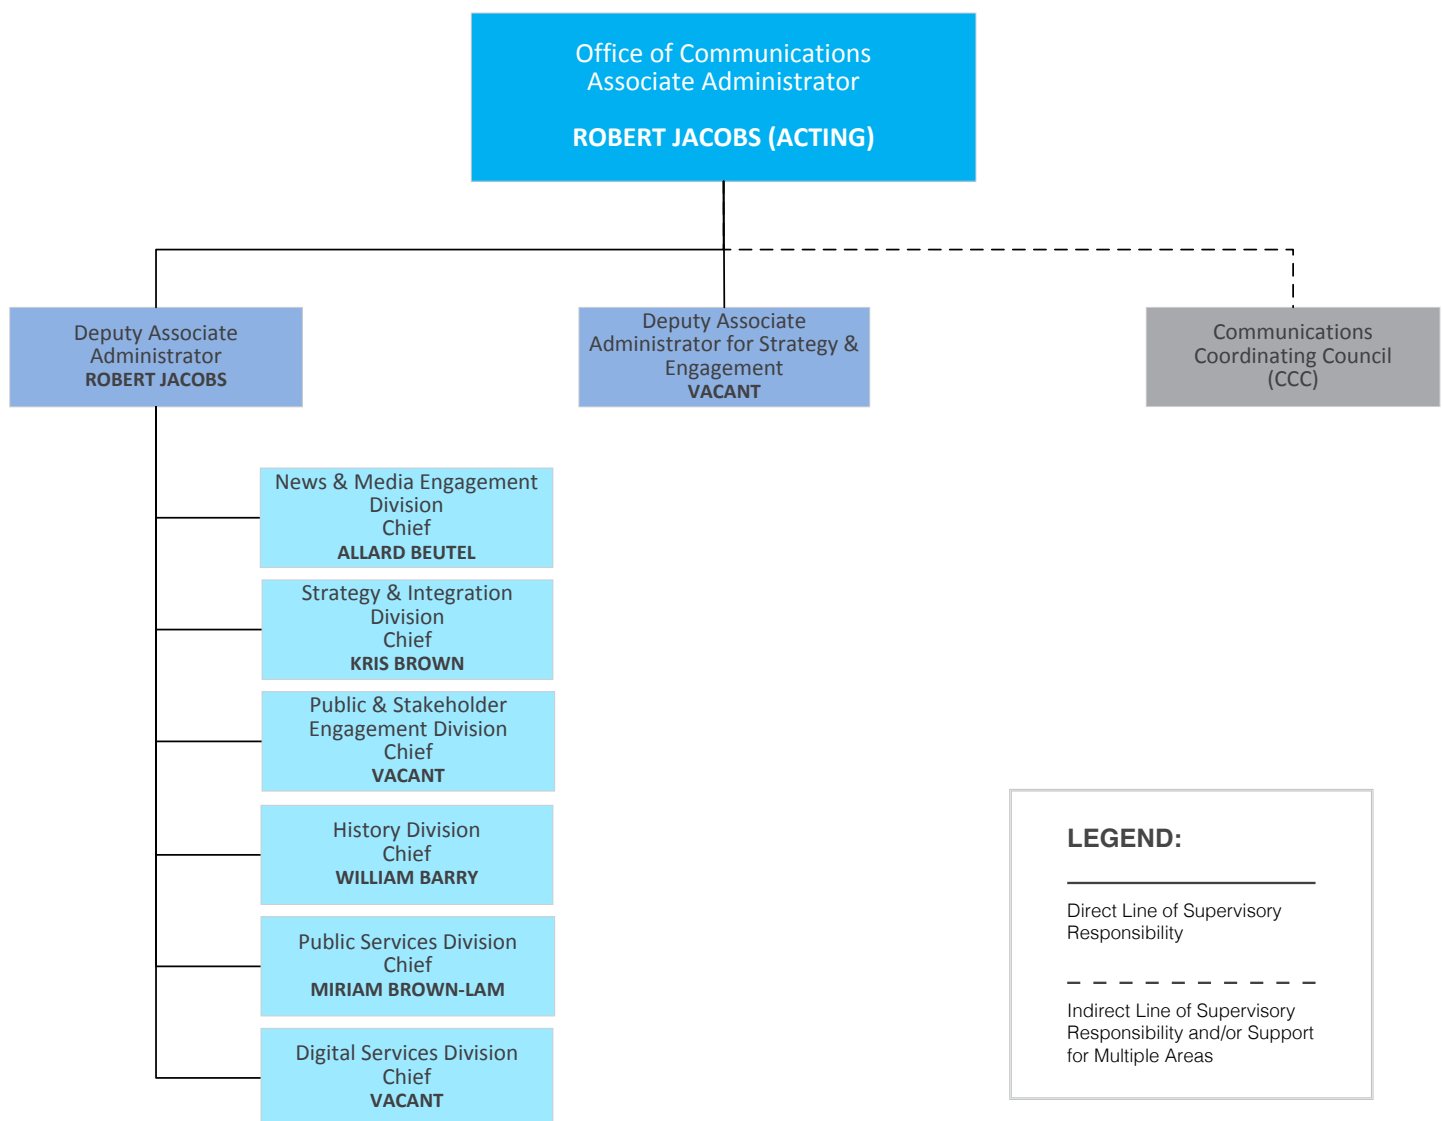 Office of Communications
Associate Administrator
ROBERT JACOBS (ACTING)
Deputy Associate
Administrator
ROBERT JACOBS
Deputy Associate
Administrator for Strategy &
Engagement
VACANT
Communications
Coordinating Council
(CCC)
News & Media Engagement
Division
Chief
ALLARD BEUTEL
Strategy & Integration
Division
Chief
KRIS BROWN
Public & Stakeholder
Engagement Division
Chief
VACANT
History Division
Chief
WILLIAM BARRY
Public Services Division
Chief
MIRIAM BROWN-LAM
Digital Services Division
Chief
VACANT
LEGEND:
Direct Line of Supervisory
Responsibility
Indirect Line of Supervisory
Responsibility and/or Support
for Multiple Areas